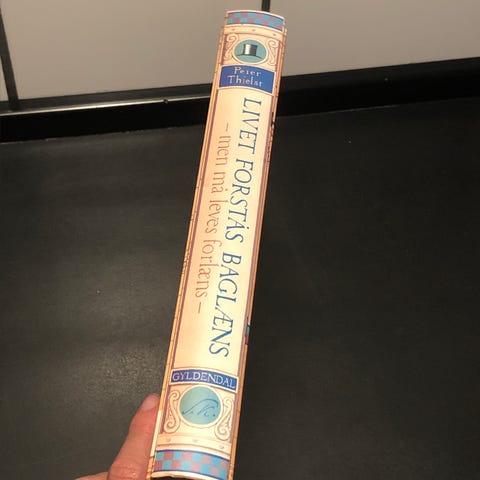 Peter
Thielst
LIVET FORSTÅS BAGLÆNS
– men må leves forlæns –
GYLDENDAL
S.K.